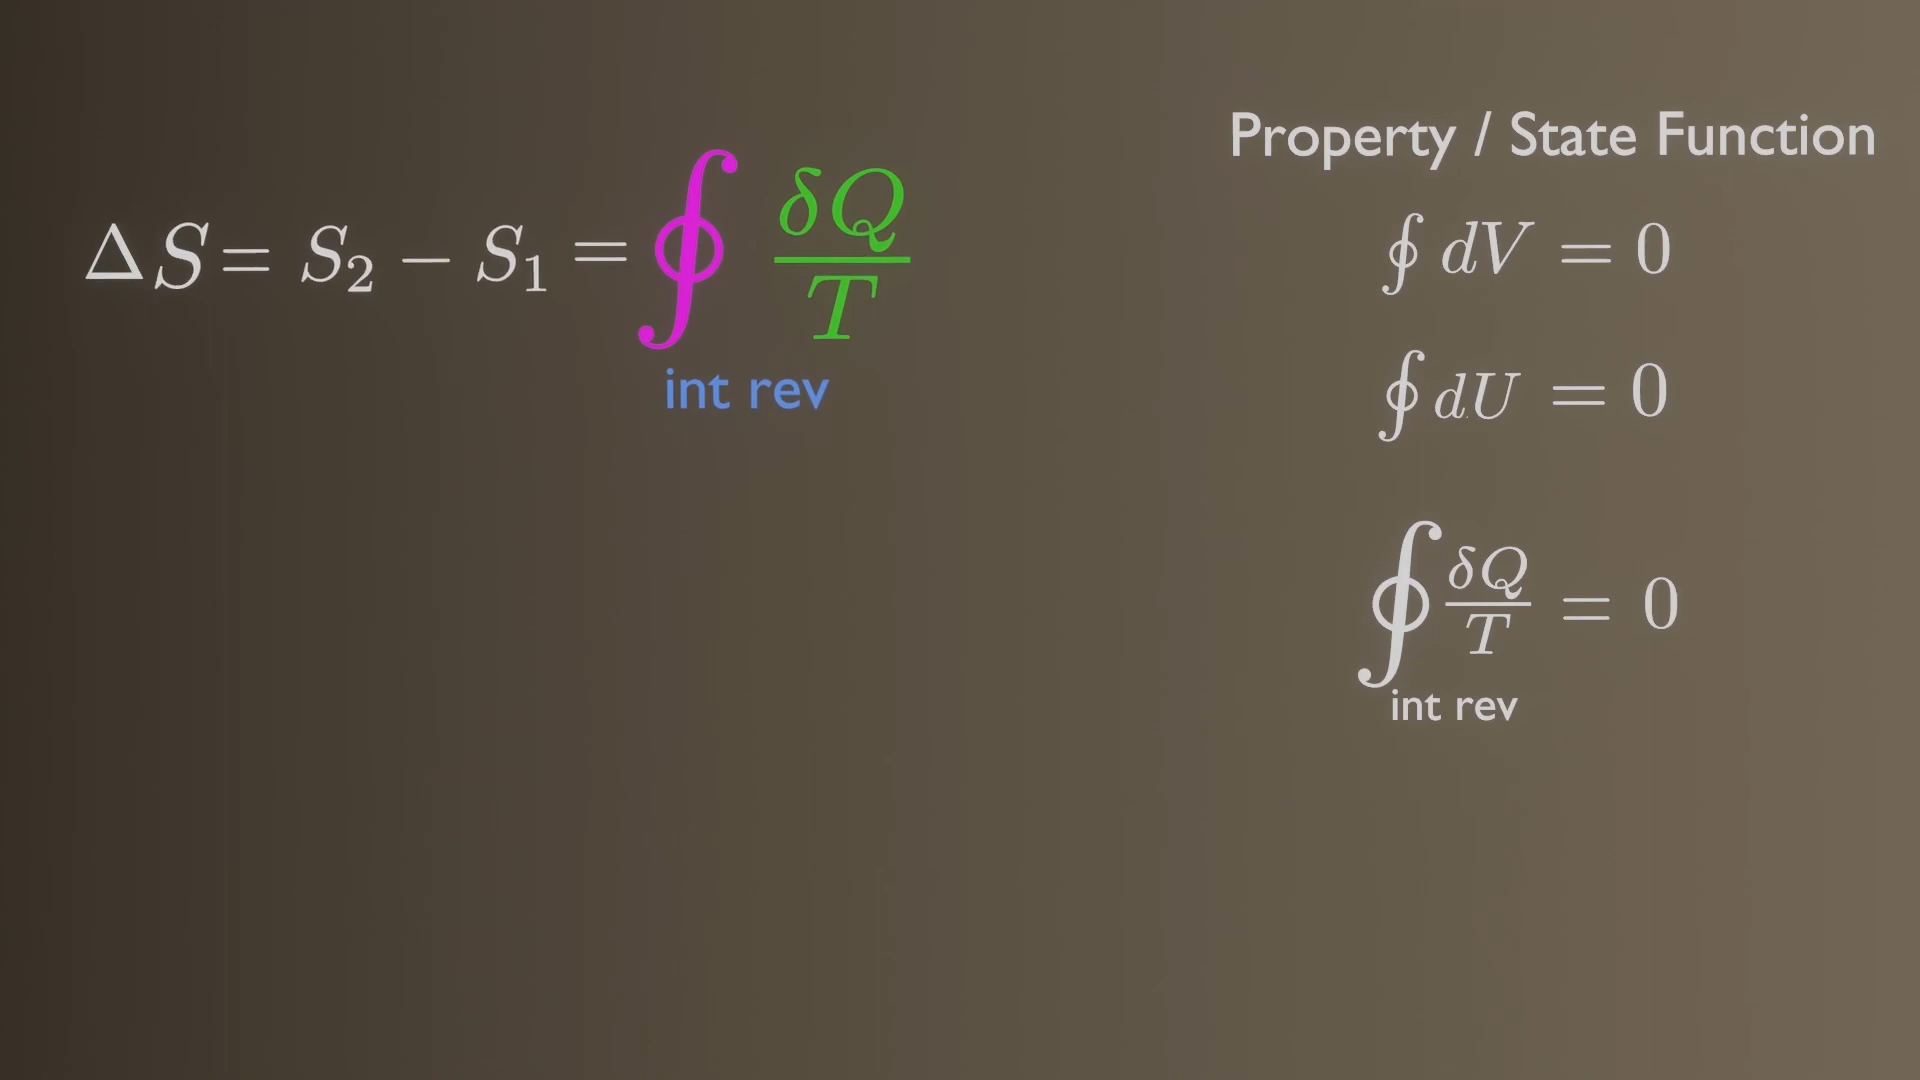 Property / State Function
ΔS = S₂ − S₁ = ∮ δQ/T
int rev
∮ dV = 0
∮ dU = 0
∮ δQ/T = 0
int rev